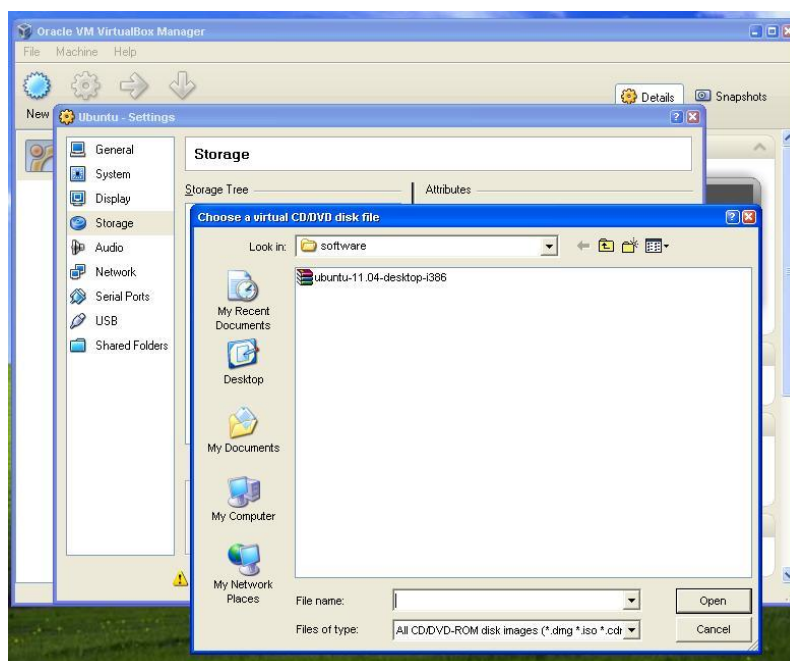 Oracle VM VirtualBox Manager
File Machine Help
New
Details
Snapshots
Ubuntu - Settings
General
System
Display
Storage
Audio
Network
Serial Ports
USB
Shared Folders
Storage
Storage Tree
Attributes
Choose a virtual CD/DVD disk file
Look in:
software
ubuntu-11.04-desktop-i386
My Recent
Documents
Desktop
My Documents
My Computer
My Network
Places
File name:
Open
Files of type:
All CD/DVD-ROM disk images (*.dmg *.iso *.cdr
Cancel